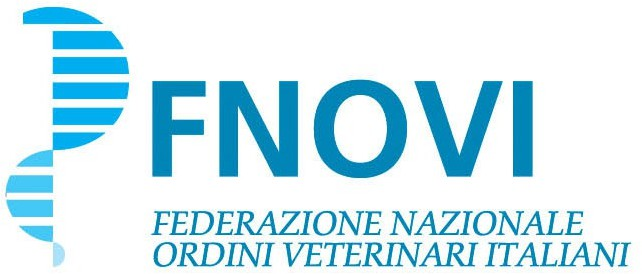 FNOVI
FEDERAZIONE NAZIONALE
ORDINI VETERINARI ITALIANI